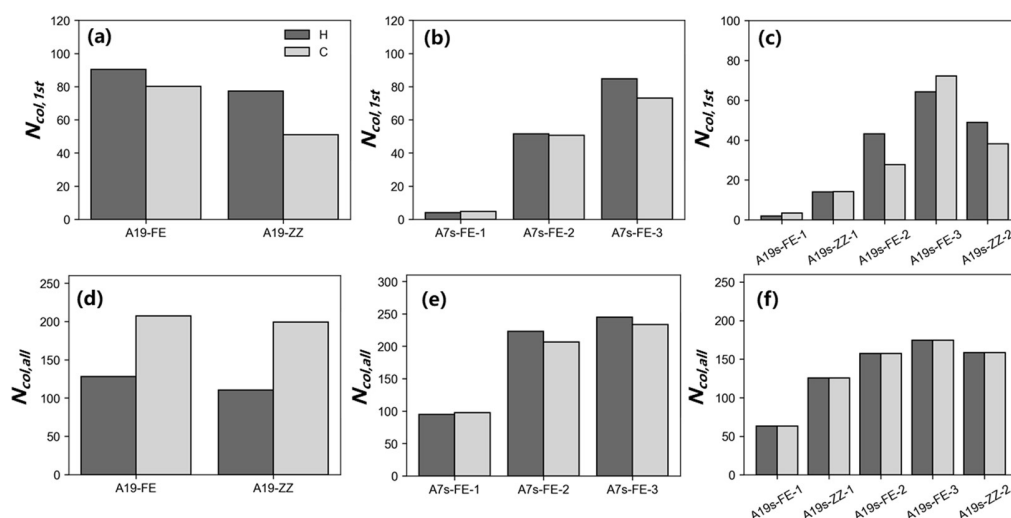 (a)
H
C
N_col,1st
120
100
80
60
40
20
0
A19-FE
A19-ZZ
(b)
N_col,1st
120
100
80
60
40
20
0
A7s-FE-1
A7s-FE-2
A7s-FE-3
(c)
N_col,1st
100
80
60
40
20
0
A19s-FE-1
A19s-ZZ-1
A19s-FE-2
A19s-FE-3
A19s-ZZ-2
(d)
N_col,all
250
200
150
100
50
0
A19-FE
A19-ZZ
(e)
N_col,all
300
250
200
150
100
50
0
A7s-FE-1
A7s-FE-2
A7s-FE-3
(f)
N_col,all
250
200
150
100
50
0
A19s-FE-1
A19s-ZZ-1
A19s-FE-2
A19s-FE-3
A19s-ZZ-2